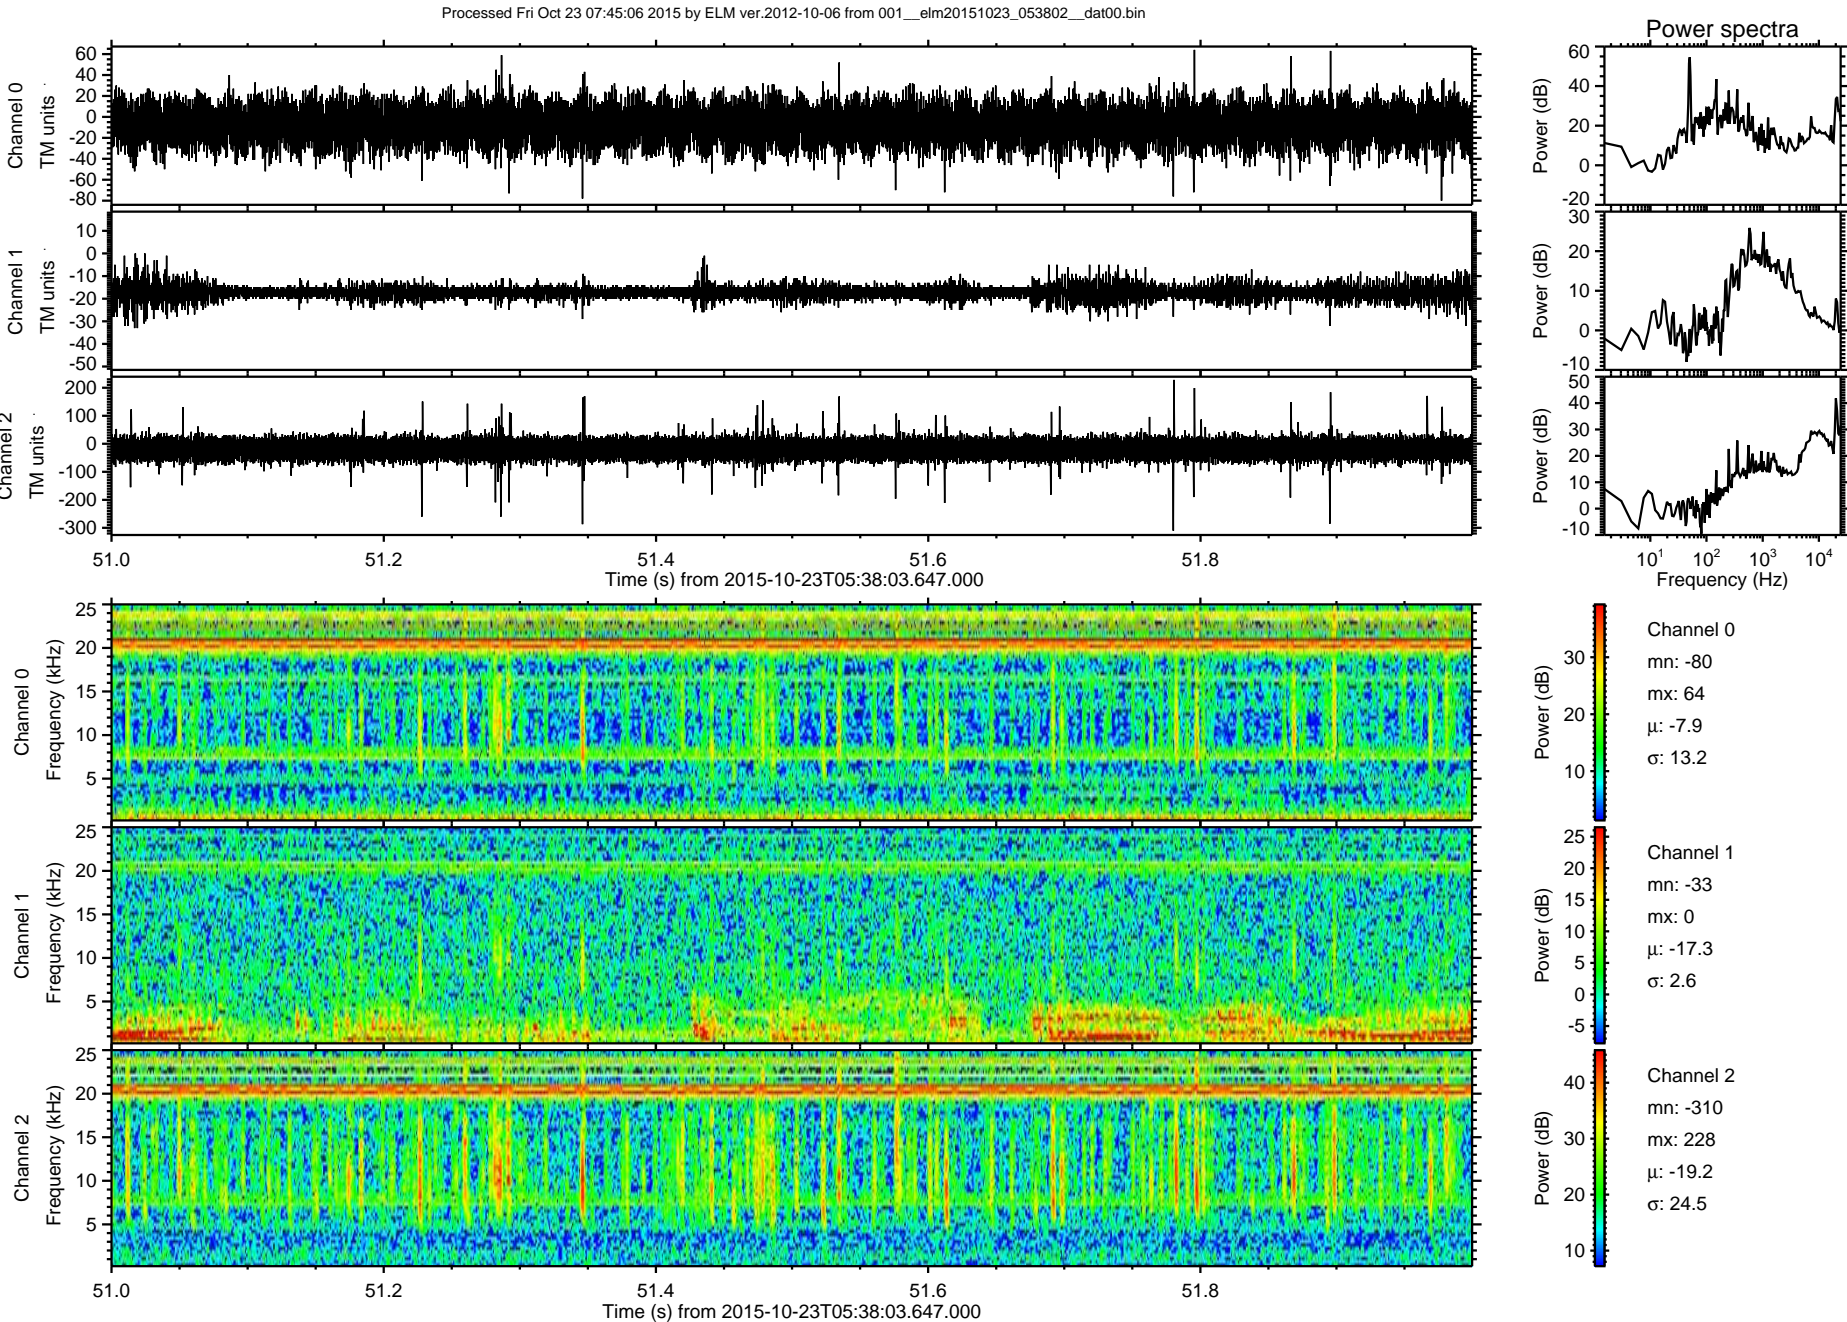 Processed Fri Oct 23 07:45:06 2015 by ELM ver.2012-10-06 from 001__elm20151023_053802__dat00.bin
Power spectra
Channel 0
TM units
60
40
20
0
-20
-40
-60
-80
Power (dB)
60
40
20
0
-20
Channel 1
TM units
10
0
-10
-20
-30
-40
-50
Power (dB)
30
20
10
0
-10
Channel 2
TM units
200
100
0
-100
-200
-300
Power (dB)
50
40
30
20
10
0
-10
51.0 51.2 51.4 51.6 51.8
Time (s) from 2015-10-23T05:38:03.647.000
10¹ 10² 10³ 10⁴
Frequency (Hz)
Channel 0
Frequency (kHz)
25
20
15
10
5
Power (dB)
30
20
10
Channel 0
mn: -80
mx: 64
μ: -7.9
σ: 13.2
Channel 1
Frequency (kHz)
25
20
15
10
5
Power (dB)
25
20
15
10
5
0
-5
Channel 1
mn: -33
mx: 0
μ: -17.3
σ: 2.6
Channel 2
Frequency (kHz)
25
20
15
10
5
Power (dB)
40
30
20
10
Channel 2
mn: -310
mx: 228
μ: -19.2
σ: 24.5
51.0 51.2 51.4 51.6 51.8
Time (s) from 2015-10-23T05:38:03.647.000